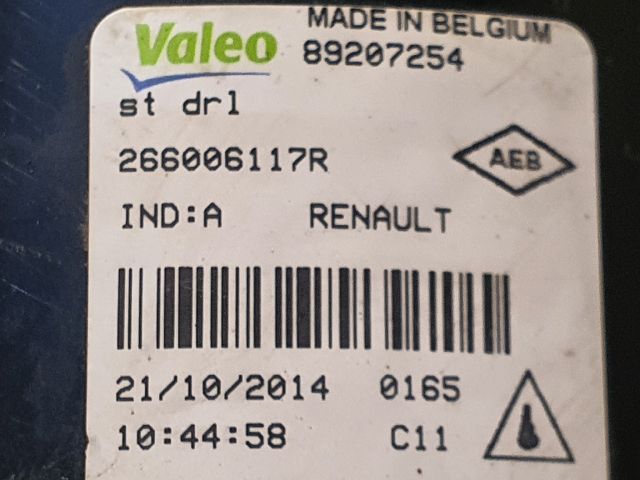 Valeo MADE IN BELGIUM
89207254
st drl
266006117R
AEB
IND:A RENAULT
21/10/2014 0165
10:44:58 C11